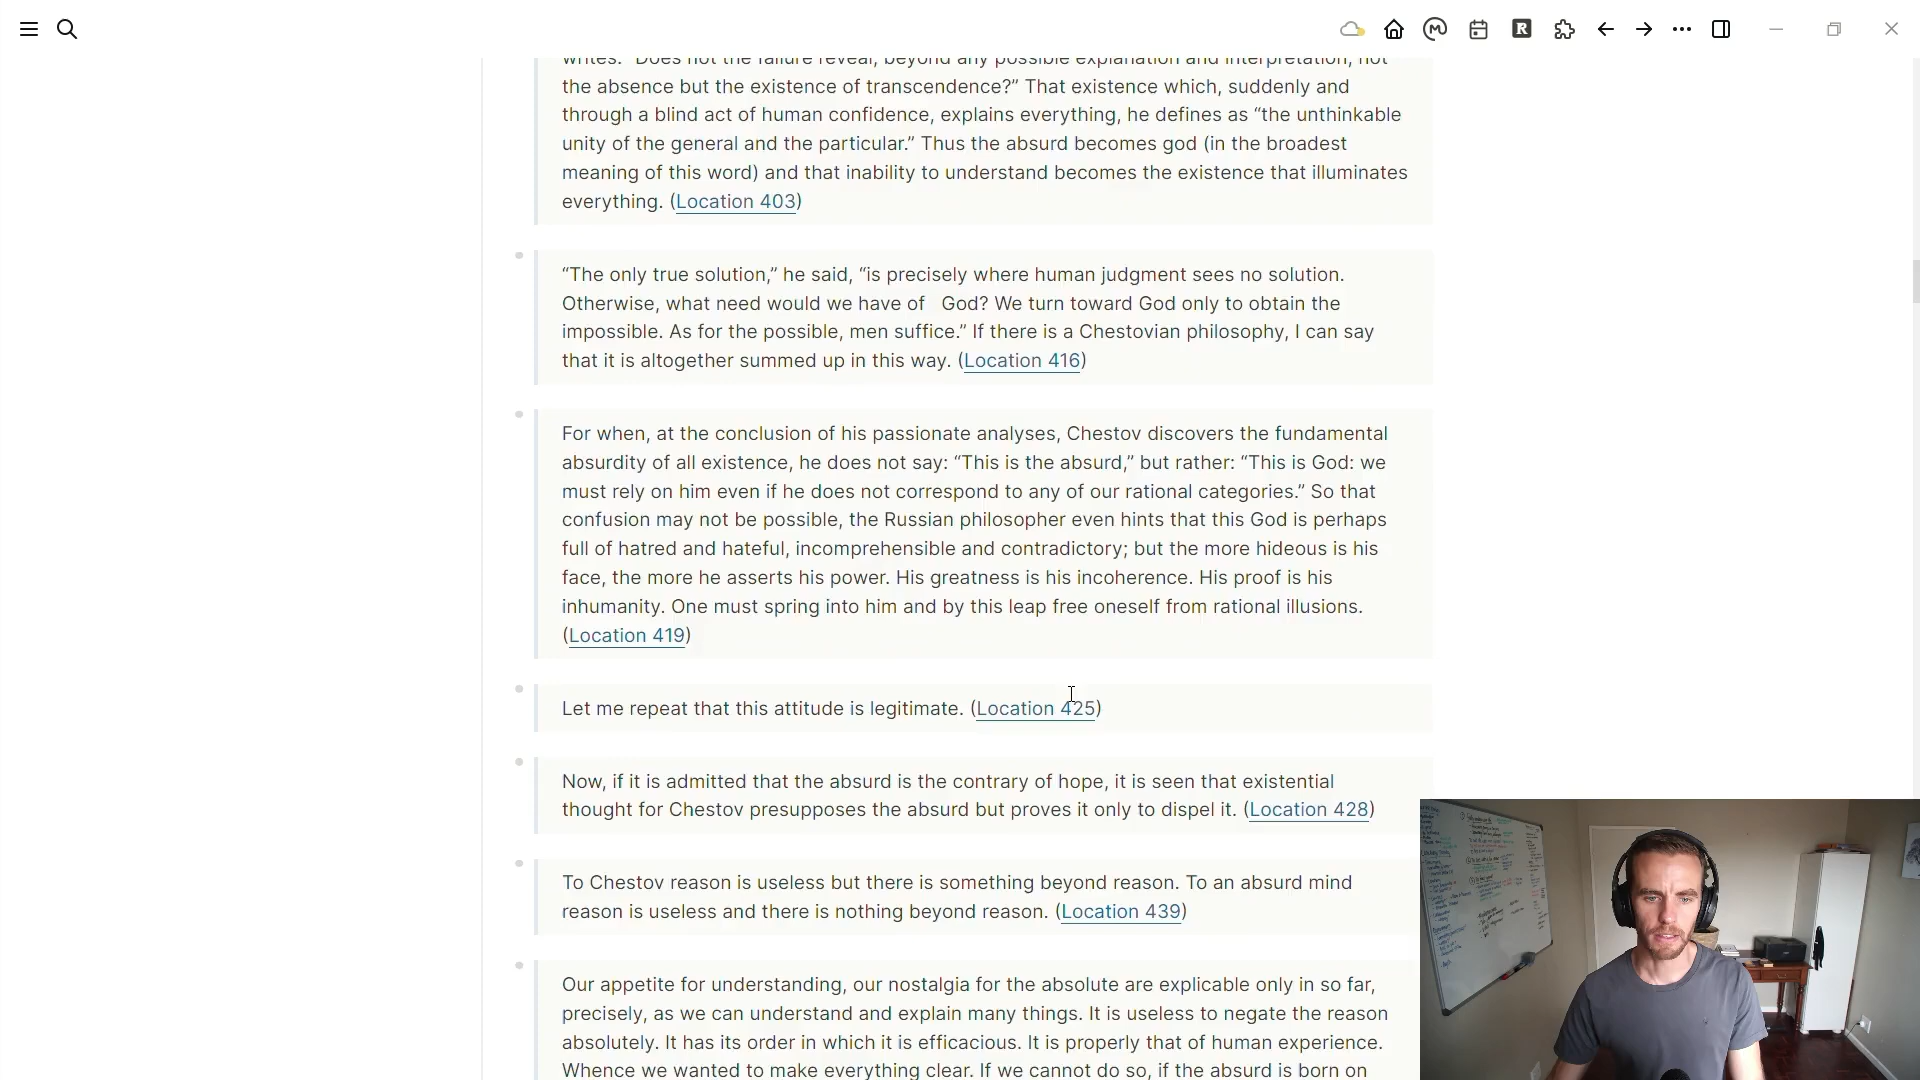 writes: “Does not the failure reveal, beyond any possible explanation and interpretation, not
the absence but the existence of transcendence?” That existence which, suddenly and
through a blind act of human confidence, explains everything, he defines as “the unthinkable
unity of the general and the particular.” Thus the absurd becomes god (in the broadest
meaning of this word) and that inability to understand becomes the existence that illuminates
everything. (Location 403)
“The only true solution,” he said, “is precisely where human judgment sees no solution.
Otherwise, what need would we have of God? We turn toward God only to obtain the
impossible. As for the possible, men suffice.” If there is a Chestovian philosophy, I can say
that it is altogether summed up in this way. (Location 416)
For when, at the conclusion of his passionate analyses, Chestov discovers the fundamental
absurdity of all existence, he does not say: “This is the absurd,” but rather: “This is God: we
must rely on him even if he does not correspond to any of our rational categories.” So that
confusion may not be possible, the Russian philosopher even hints that this God is perhaps
full of hatred and hateful, incomprehensible and contradictory; but the more hideous is his
face, the more he asserts his power. His greatness is his incoherence. His proof is his
inhumanity. One must spring into him and by this leap free oneself from rational illusions.
(Location 419)
Let me repeat that this attitude is legitimate. (Location 425)
Now, if it is admitted that the absurd is the contrary of hope, it is seen that existential
thought for Chestov presupposes the absurd but proves it only to dispel it. (Location 428)
To Chestov reason is useless but there is something beyond reason. To an absurd mind
reason is useless and there is nothing beyond reason. (Location 439)
Our appetite for understanding, our nostalgia for the absolute are explicable only in so far,
precisely, as we can understand and explain many things. It is useless to negate the reason
absolutely. It has its order in which it is efficacious. It is properly that of human experience.
Whence we wanted to make everything clear. If we cannot do so, if the absurd is born on